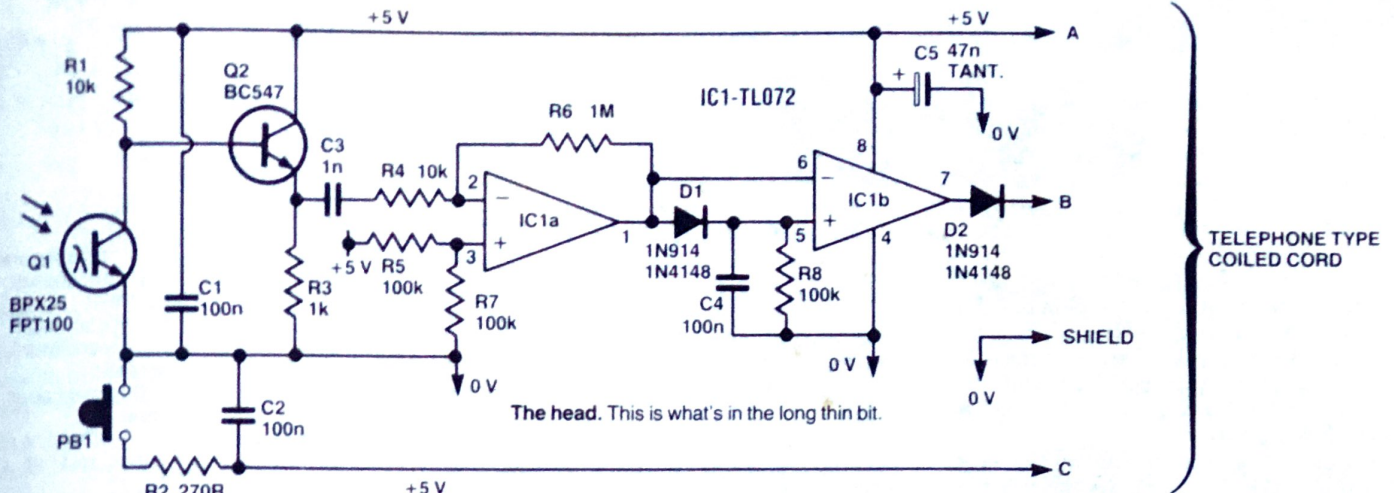 +5 V
+5 V
A
R1
10k
Q2
BC547
C5 47n
TANT.
+
0 V
IC1-TL072
R6 1M
C3
1n
R4 10k
2
−
IC1a
+
3
1
+5 V
R5
100k
R7
100k
D1
1N914
1N4148
6
−
8
IC1b
7
+
5
4
D2
1N914
1N4148
B
λ
Q1
BPX25
FPT100
C1
100n
R3
1k
C4
100n
R8
100k
0 V
0 V
SHIELD
0 V
TELEPHONE TYPE
COILED CORD
PB1
C2
100n
The head. This is what's in the long thin bit.
R2 270R
+5 V
C